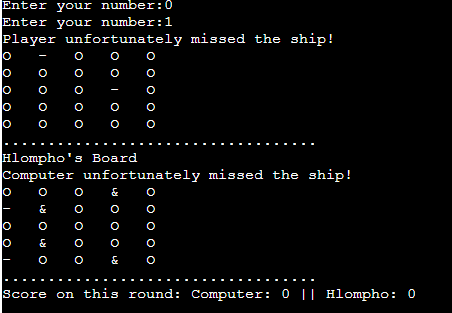 Enter your number:0
Enter your number:1
Player unfortunately missed the ship!
O - O O O
O O O O O
O O O - O
O O O O O
O O O O O
..................................
Hlompho's Board
Computer unfortunately missed the ship!
O O O & O
- & O O O
O O O O O
O & O O O
- O O & O
..................................
Score on this round: Computer: 0 || Hlompho: 0